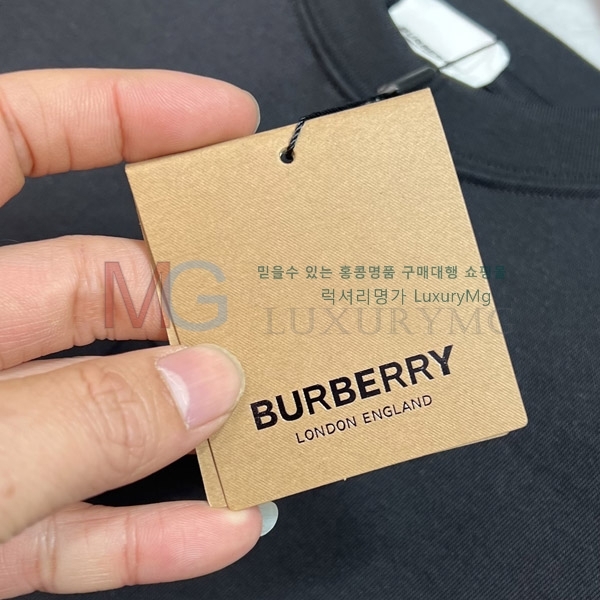 믿을수 있는 홍콩명품 구매대행 쇼핑몰
럭셔리명가 LuxuryMg
MG LUXURYMG
BURBERRY
LONDON ENGLAND